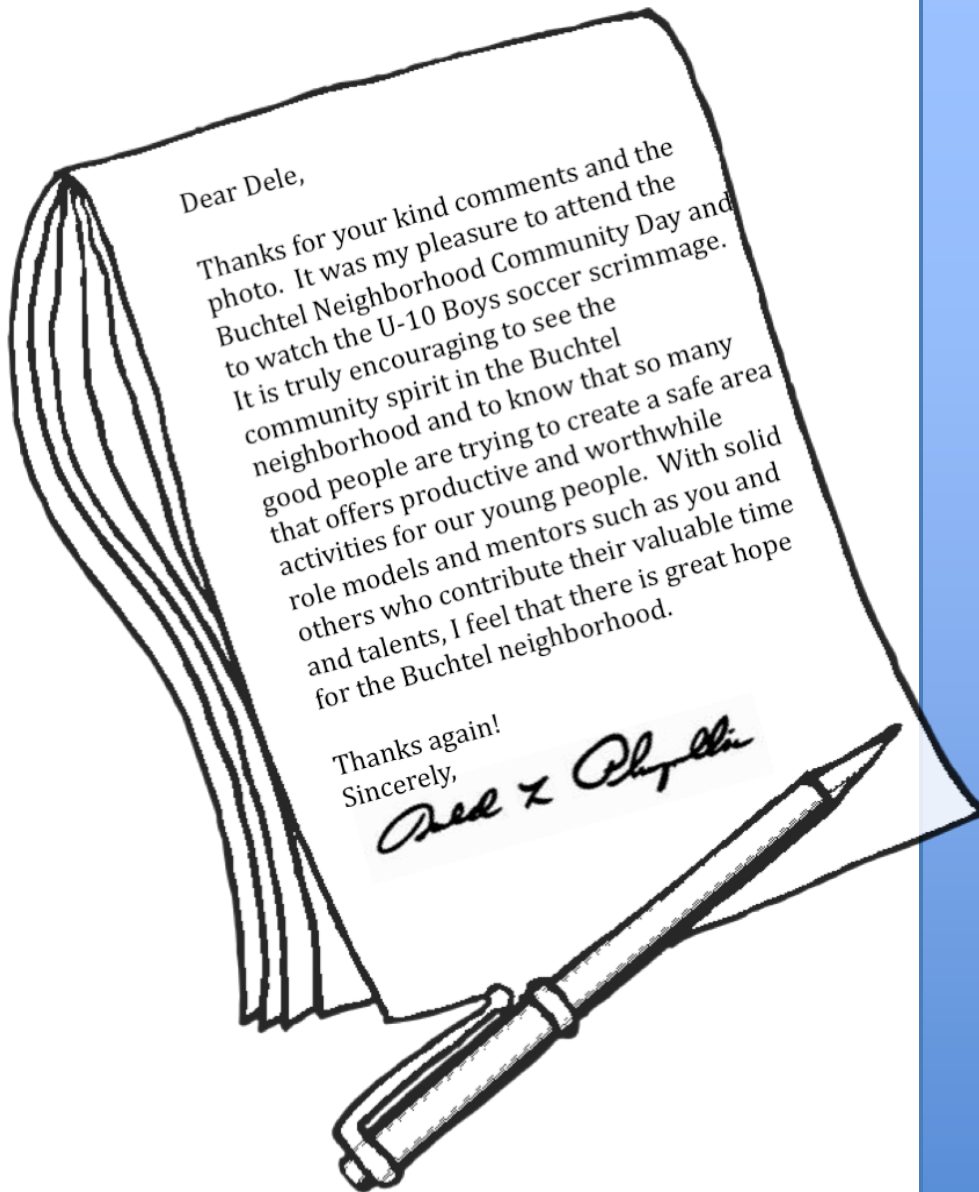 Dear Dele,
Thanks for your kind comments and the
photo.  It was my pleasure to attend the
Buchtel Neighborhood Community Day and
to watch the U-10 Boys soccer scrimmage.
It is truly encouraging to see the
community spirit in the Buchtel
neighborhood and to know that so many
good people are trying to create a safe area
that offers productive and worthwhile
activities for our young people.  With solid
role models and mentors such as you and
others who contribute their valuable time
and talents, I feel that there is great hope
for the Buchtel neighborhood.
Thanks again!
Sincerely,